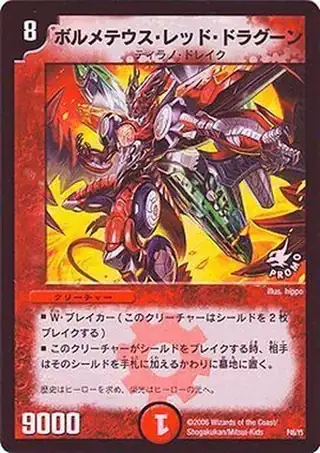 8
ボルメテウス・レッド・ドラグーン
ティラノ・ドレイク
PROMO
illus. hippo
クリーチャー
■W・ブレイカー(このクリーチャーはシールドを2枚
ブレイクする)
■このクリーチャーがシールドをブレイクする時、相手
はそのシールドを手札に加えるかわりに墓地に置く。
歴史はヒーローを求め、栄光はヒーローの元へ。
9000
1
©2006 Wizards of the Coast/
Shogakukan/Mitsui-Kids